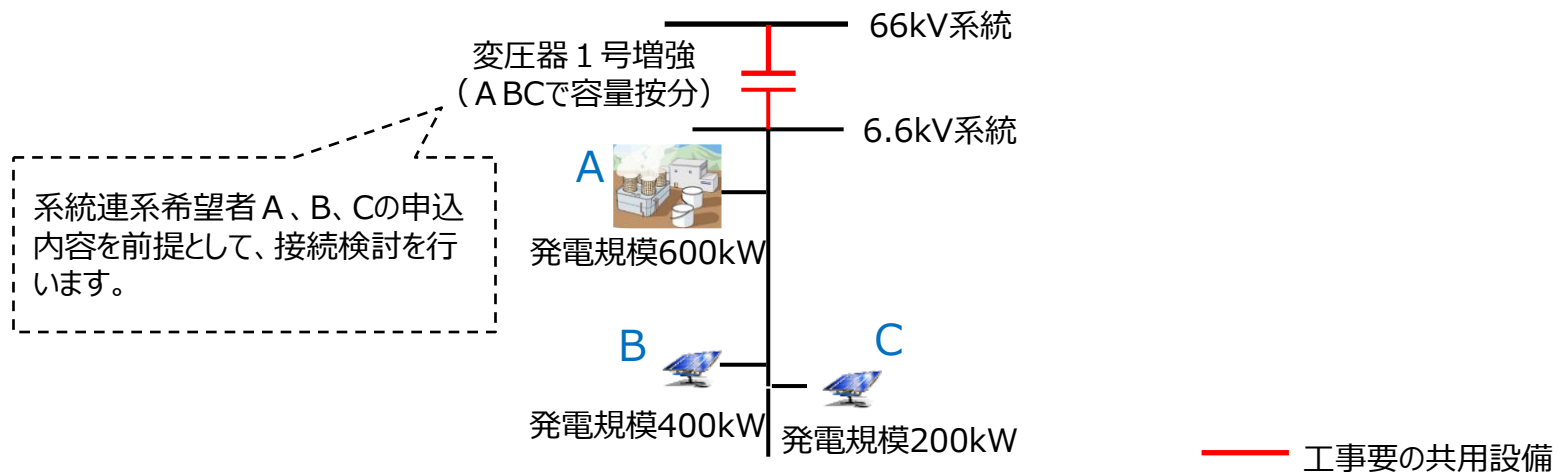 66kV系統
変圧器１号増強
（ABCで容量按分）
6.6kV系統
系統連系希望者A、B、Cの申込
内容を前提として、接続検討を行
います。
A
発電規模600kW
B
C
発電規模400kW
発電規模200kW
工事要の共用設備